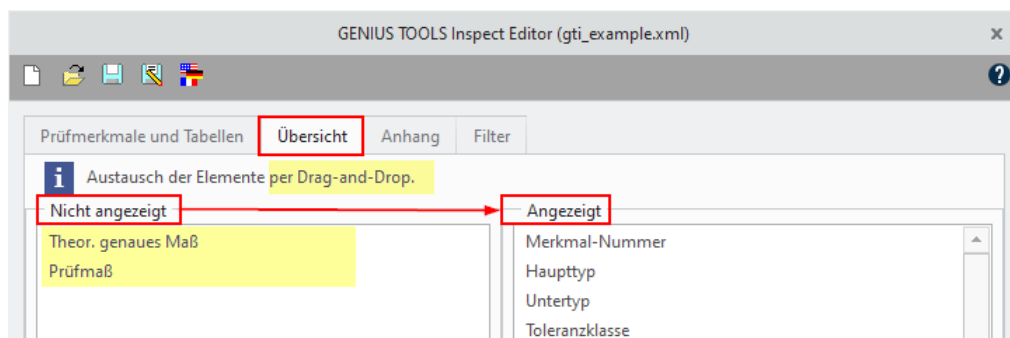 GENIUS TOOLS Inspect Editor (gti_example.xml)
Prüfmerkmale und Tabellen Übersicht Anhang Filter
i Austausch der Elemente per Drag-and-Drop.
Nicht angezeigt Angezeigt
Theor. genaues Maß Merkmal-Nummer
Prüfmaß Haupttyp
Untertyp
Toleranzklasse